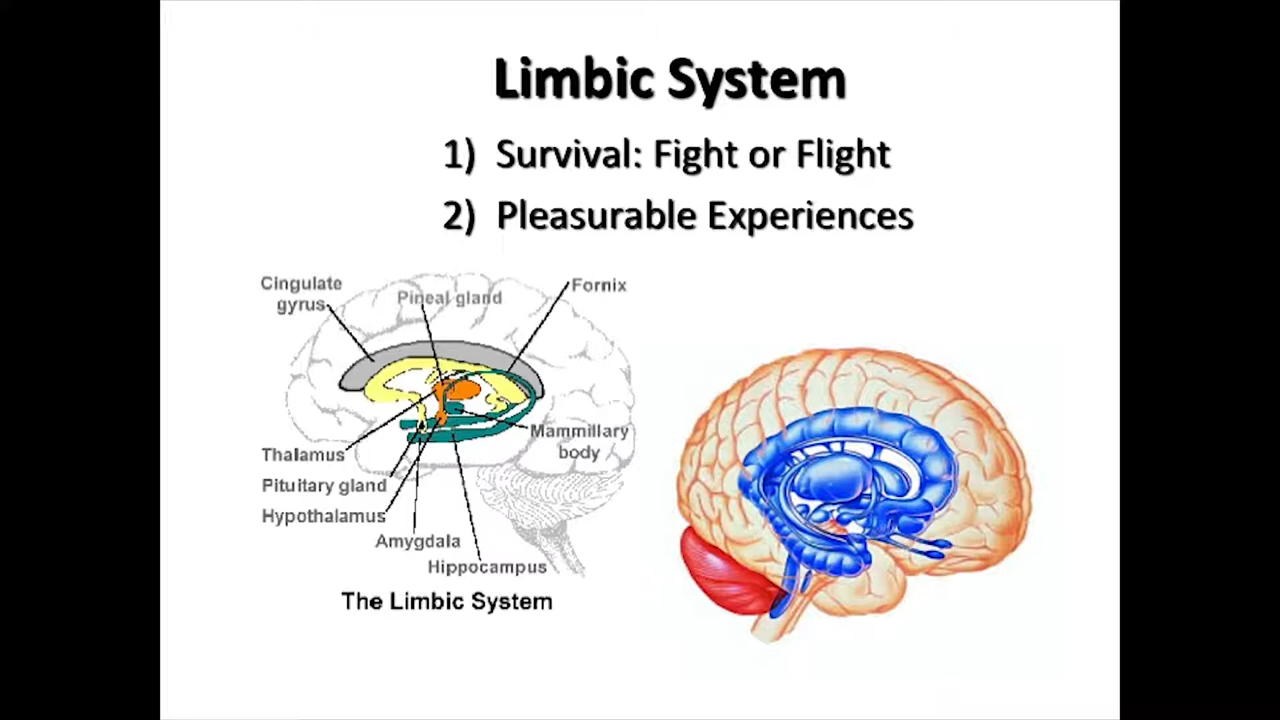 Limbic System
1) Survival: Fight or Flight
2) Pleasurable Experiences
Cingulate
gyrus
Pineal gland
Fornix
Thalamus
Pituitary gland
Hypothalamus
Amygdala
Hippocampus
Mammillary
body
The Limbic System